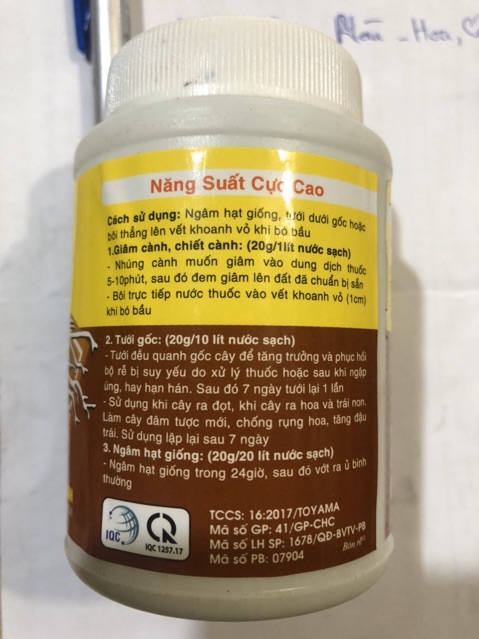 Năng Suất Cực Cao
Cách sử dụng: Ngâm hạt giống, tưới dưới gốc hoặc
bôi thẳng lên vết khoanh vỏ khi bó bầu
1.Giâm cành, chiết cành: (20g/1lít nước sạch)
- Nhúng cành muốn giâm vào dung dịch thuốc
5-10phút, sau đó đem giâm lên đất đã chuẩn bị sẵn
- Bôi trực tiếp nước thuốc vào vết khoanh vỏ (1cm)
khi bó bầu
2. Tưới gốc: (20g/10 lít nước sạch)
- Tưới đều quanh gốc cây để tăng trưởng và phục hồi
bộ rễ bị suy yếu do xử lý thuốc hoặc sau khi ngập
úng, hay hạn hán. Sau đó 7 ngày tưới lại 1 lần
- Sử dụng khi cây ra đọt, khi cây ra hoa và trái non.
Làm cây đâm tược mới, chống rụng hoa, tăng đậu
trái. Sử dụng lập lại sau 7 ngày
3. Ngâm hạt giống: (20g/20 lít nước sạch)
- Ngâm hạt giống trong 24giờ, sau đó vớt ra ủ bình
thường
IQC
IQC 1257.17
TCCS: 16:2017/TOYAMA
Mã số GP: 41/GP-CHC
Mã số LH SP: 1678/QĐ-BVTV-PB
Mã số PB: 07904